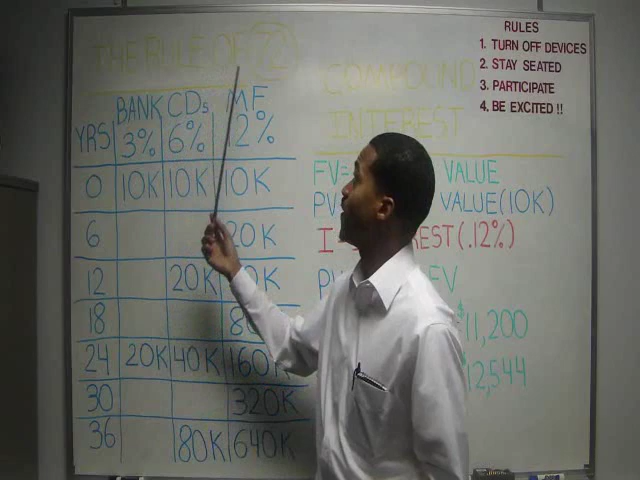 THE RULE OF 72
BANK CDs MF
YRS 3% 6% 12%
0 10K 10K 10K
6 20K
12 20K
18
24 20K 40K 160K
30 320K
36 80K 640K
COMPOUND
INTEREST
FV= VALUE
PV VALUE(10K)
I (.12%)
FV
$11,200
$12,544
RULES
1. TURN OFF DEVICES
2. STAY SEATED
3. PARTICIPATE
4. BE EXCITED !!